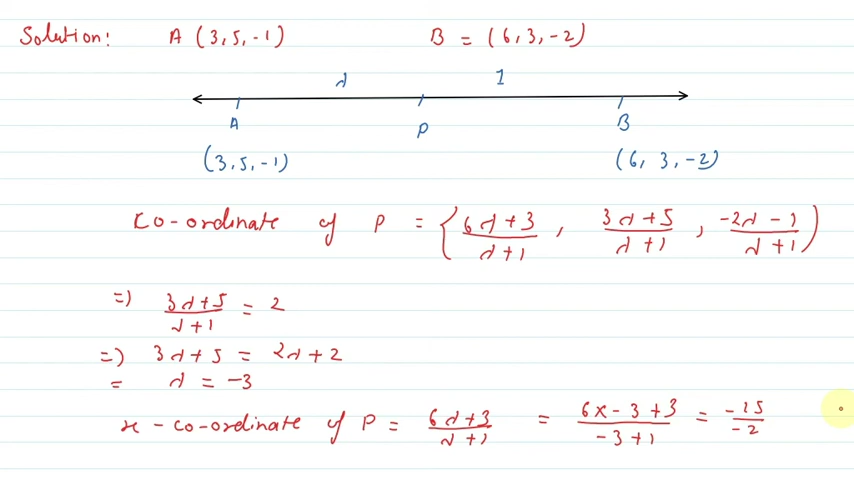 Solution: A (3, 5, -1) B = (6, 3, -2)
λ 1
A P B
(3, 5, -1) (6, 3, -2)
Co-ordinate of P = { (6λ+3)/(λ+1), (3λ+5)/(λ+1), (-2λ-1)/(λ+1) )
=) (3λ+5)/(λ+1) = 2
=) 3λ+5 = 2λ+2
= λ = -3
x - co-ordinate of P = (6λ+3)/(λ+1) = (6x-3+3)/(-3+1) = -15/-2